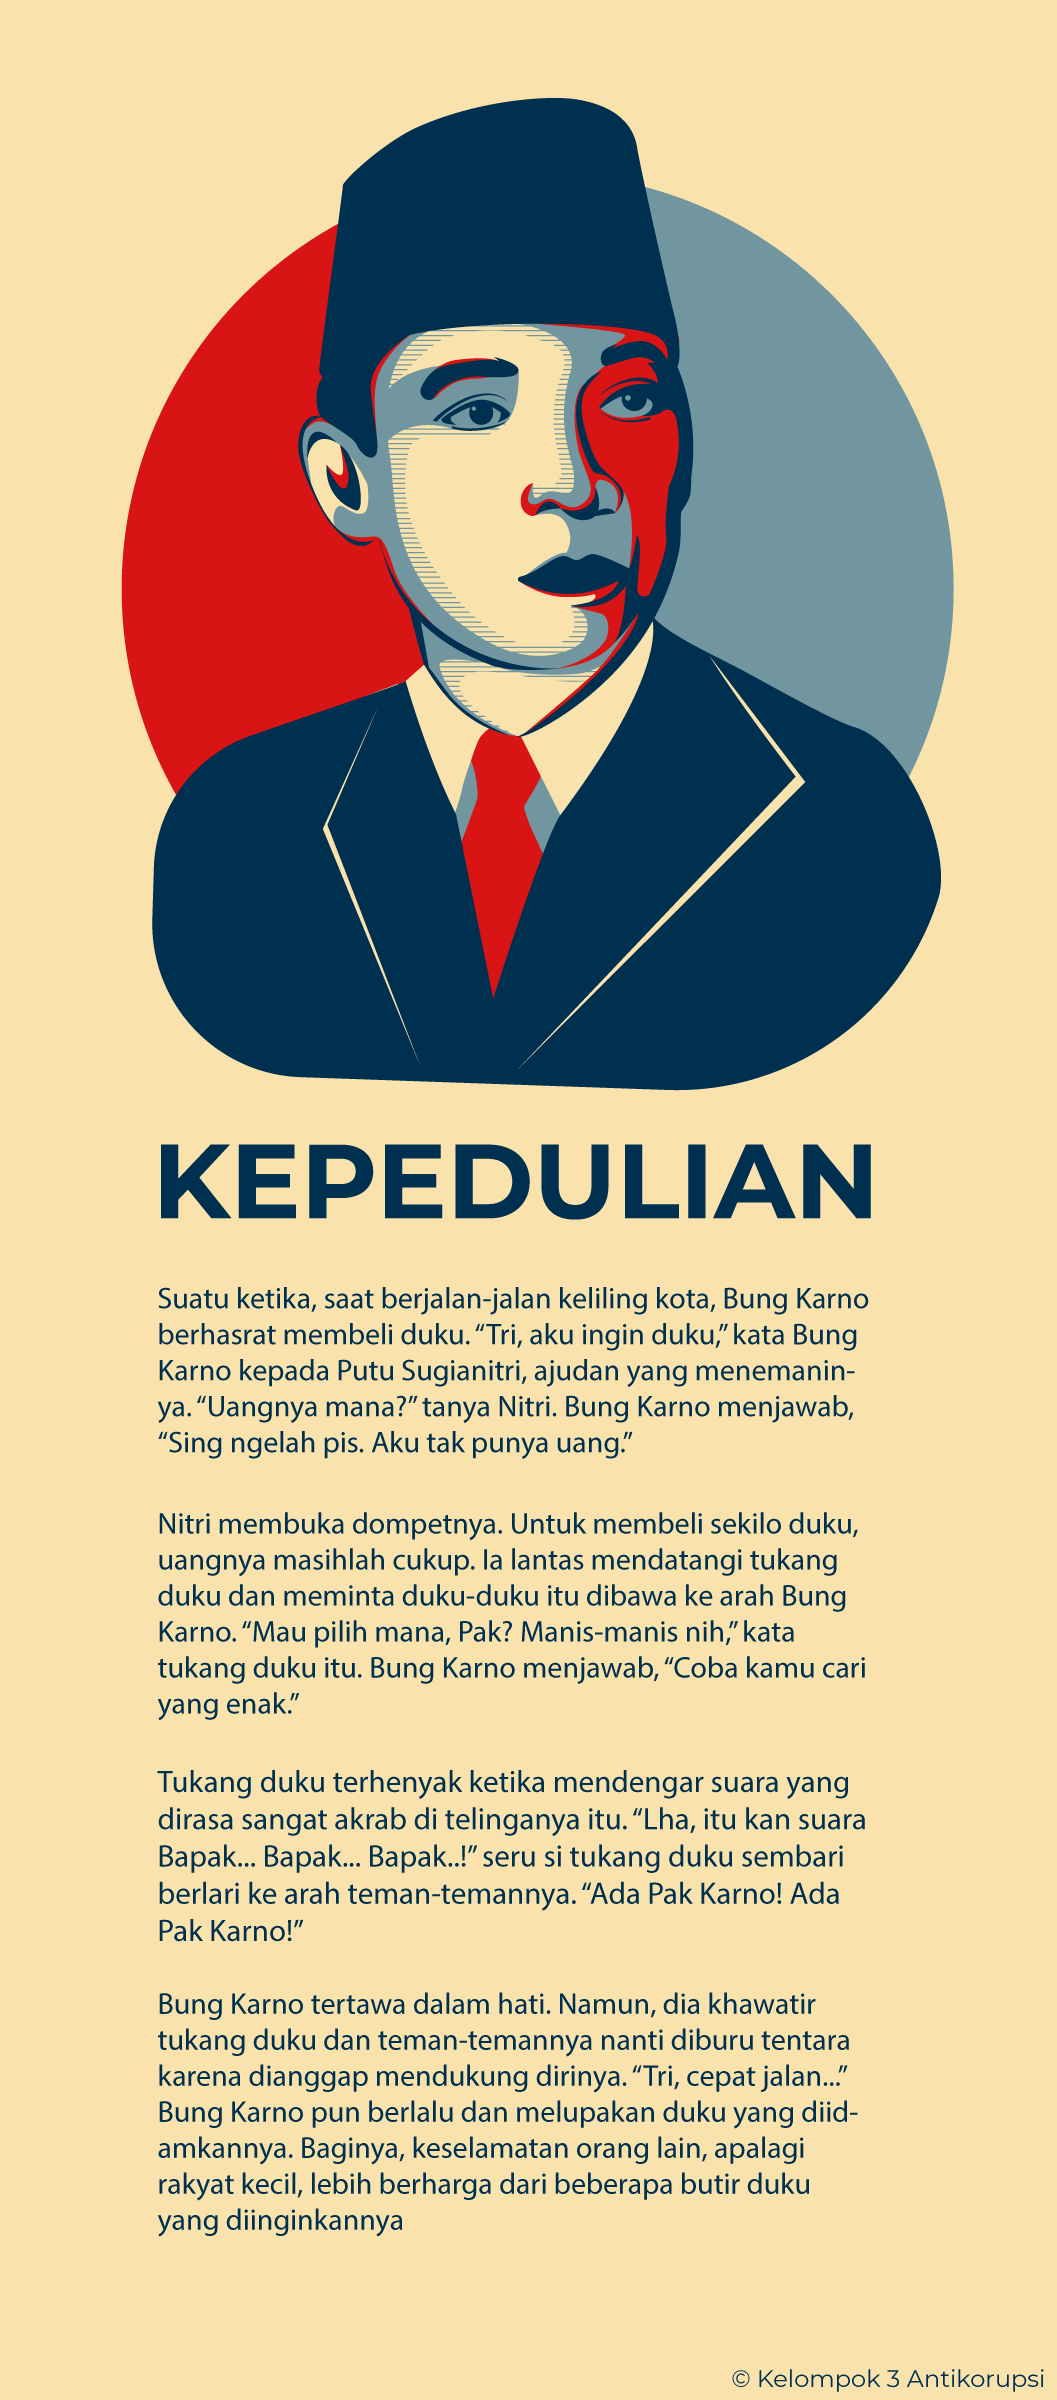 KEPEDULIAN
Suatu ketika, saat berjalan-jalan keliling kota, Bung Karno
berhasrat membeli duku. “Tri, aku ingin duku,” kata Bung
Karno kepada Putu Sugianitri, ajudan yang menemanin-
ya. “Uangnya mana?” tanya Nitri. Bung Karno menjawab,
“Sing ngelah pis. Aku tak punya uang.”
Nitri membuka dompetnya. Untuk membeli sekilo duku,
uangnya masihlah cukup. Ia lantas mendatangi tukang
duku dan meminta duku-duku itu dibawa ke arah Bung
Karno. “Mau pilih mana, Pak? Manis-manis nih,” kata
tukang duku itu. Bung Karno menjawab, “Coba kamu cari
yang enak.”
Tukang duku terhenyak ketika mendengar suara yang
dirasa sangat akrab di telinganya itu. “Lha, itu kan suara
Bapak... Bapak... Bapak..!” seru si tukang duku sembari
berlari ke arah teman-temannya. “Ada Pak Karno! Ada
Pak Karno!”
Bung Karno tertawa dalam hati. Namun, dia khawatir
tukang duku dan teman-temannya nanti diburu tentara
karena dianggap mendukung dirinya. “Tri, cepat jalan...”
Bung Karno pun berlalu dan melupakan duku yang diid-
amkannya. Baginya, keselamatan orang lain, apalagi
rakyat kecil, lebih berharga dari beberapa butir duku
yang diinginkannya
© Kelompok 3 Antikorupsi